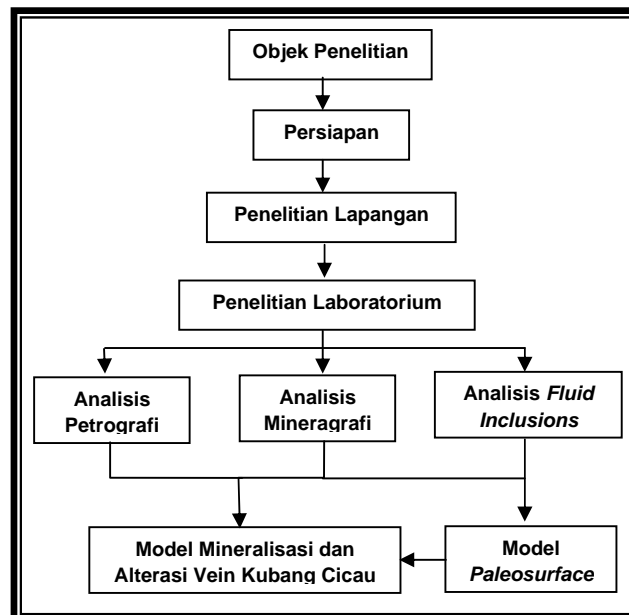 Objek Penelitian
Persiapan
Penelitian Lapangan
Penelitian Laboratorium
Analisis
Petrografi
Analisis
Mineragrafi
Analisis Fluid
Inclusions
Model Mineralisasi dan
Alterasi Vein Kubang Cicau
Model
Paleosurface